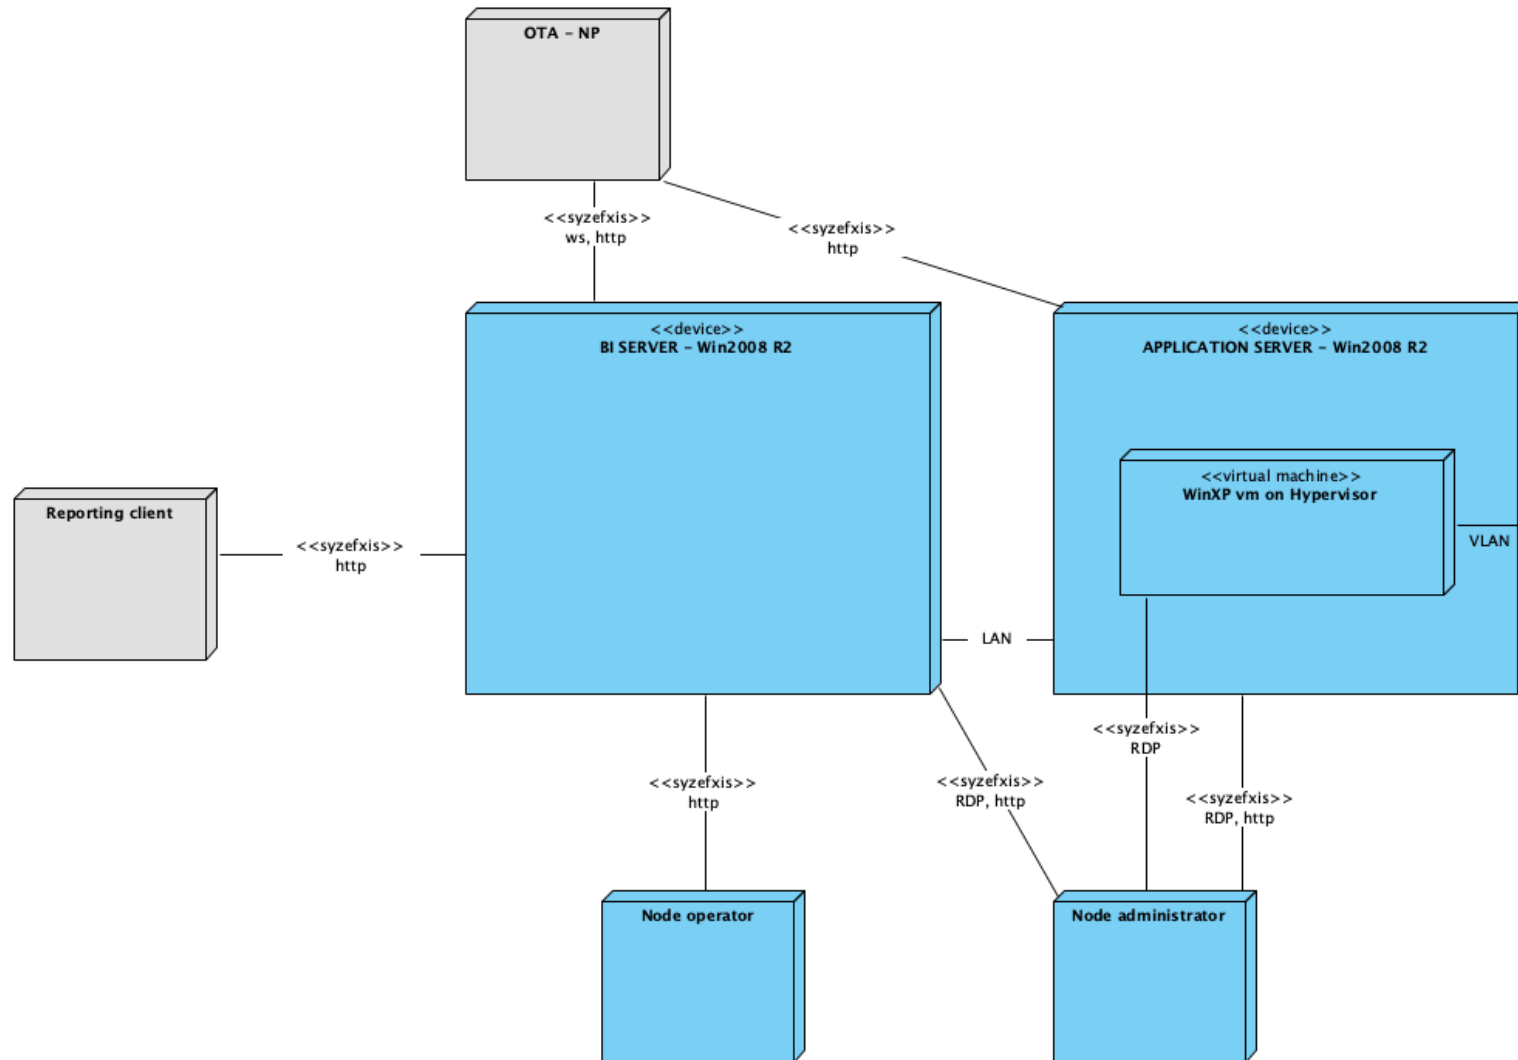 OTA – NP
<<syzefxis>>
ws, http
<<syzefxis>>
http
<<device>>
BI SERVER – Win2008 R2
<<device>>
APPLICATION SERVER – Win2008 R2
<<virtual machine>>
WinXP vm on Hypervisor
VLAN
Reporting client
<<syzefxis>>
http
LAN
<<syzefxis>>
RDP
<<syzefxis>>
http
<<syzefxis>>
RDP, http
<<syzefxis>>
RDP, http
Node operator
Node administrator